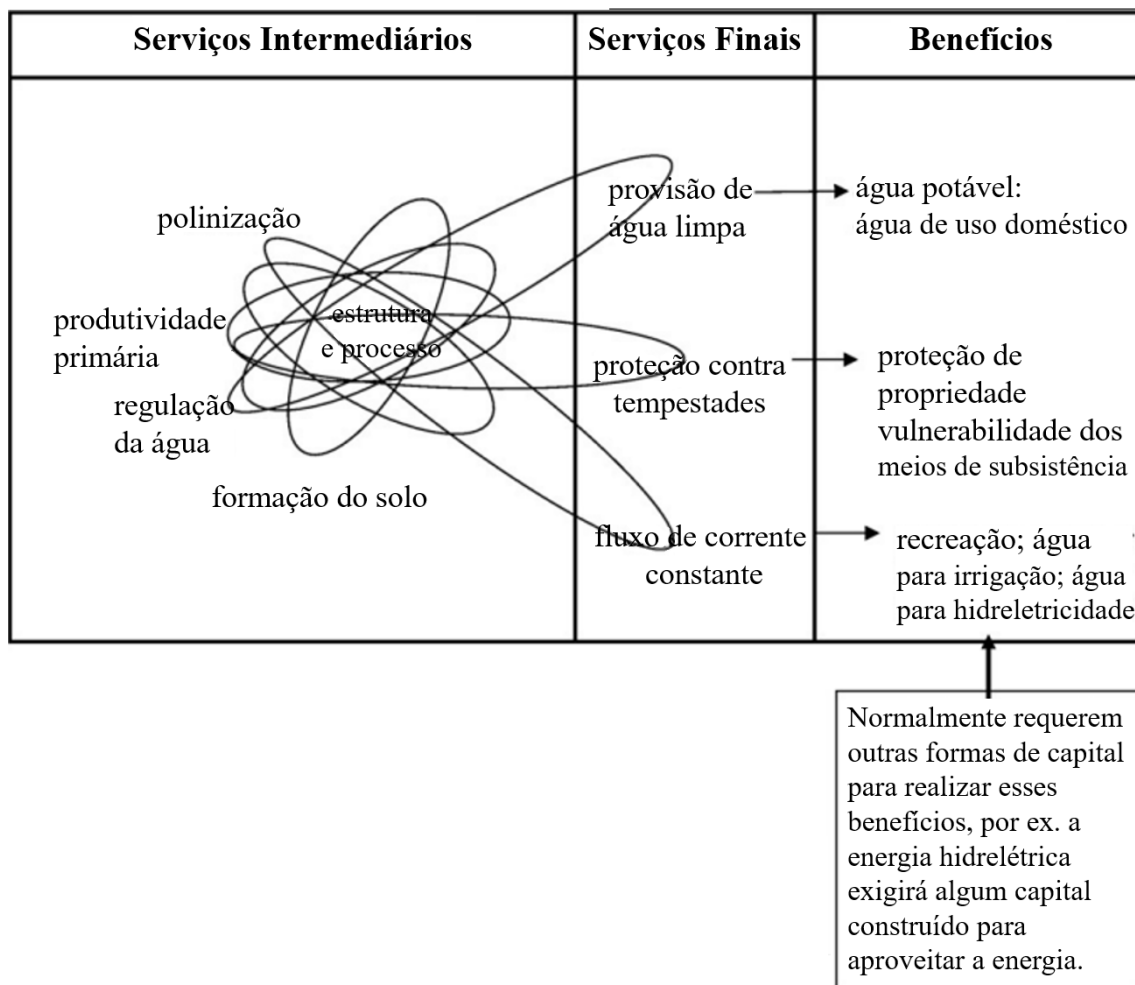 Serviços Intermediários
Serviços Finais
Benefícios
polinização
produtividade
primária
regulação
da água
formação do solo
estrutura
e processo
provisão de
água limpa
proteção contra
tempestades
fluxo de corrente
constante
água potável:
água de uso doméstico
proteção de
propriedade
vulnerabilidade dos
meios de subsistência
recreação; água
para irrigação; água
para hidreletricidade
Normalmente requerem
outras formas de capital
para realizar esses
benefícios, por ex. a
energia hidrelétrica
exigirá algum capital
construído para
aproveitar a energia.